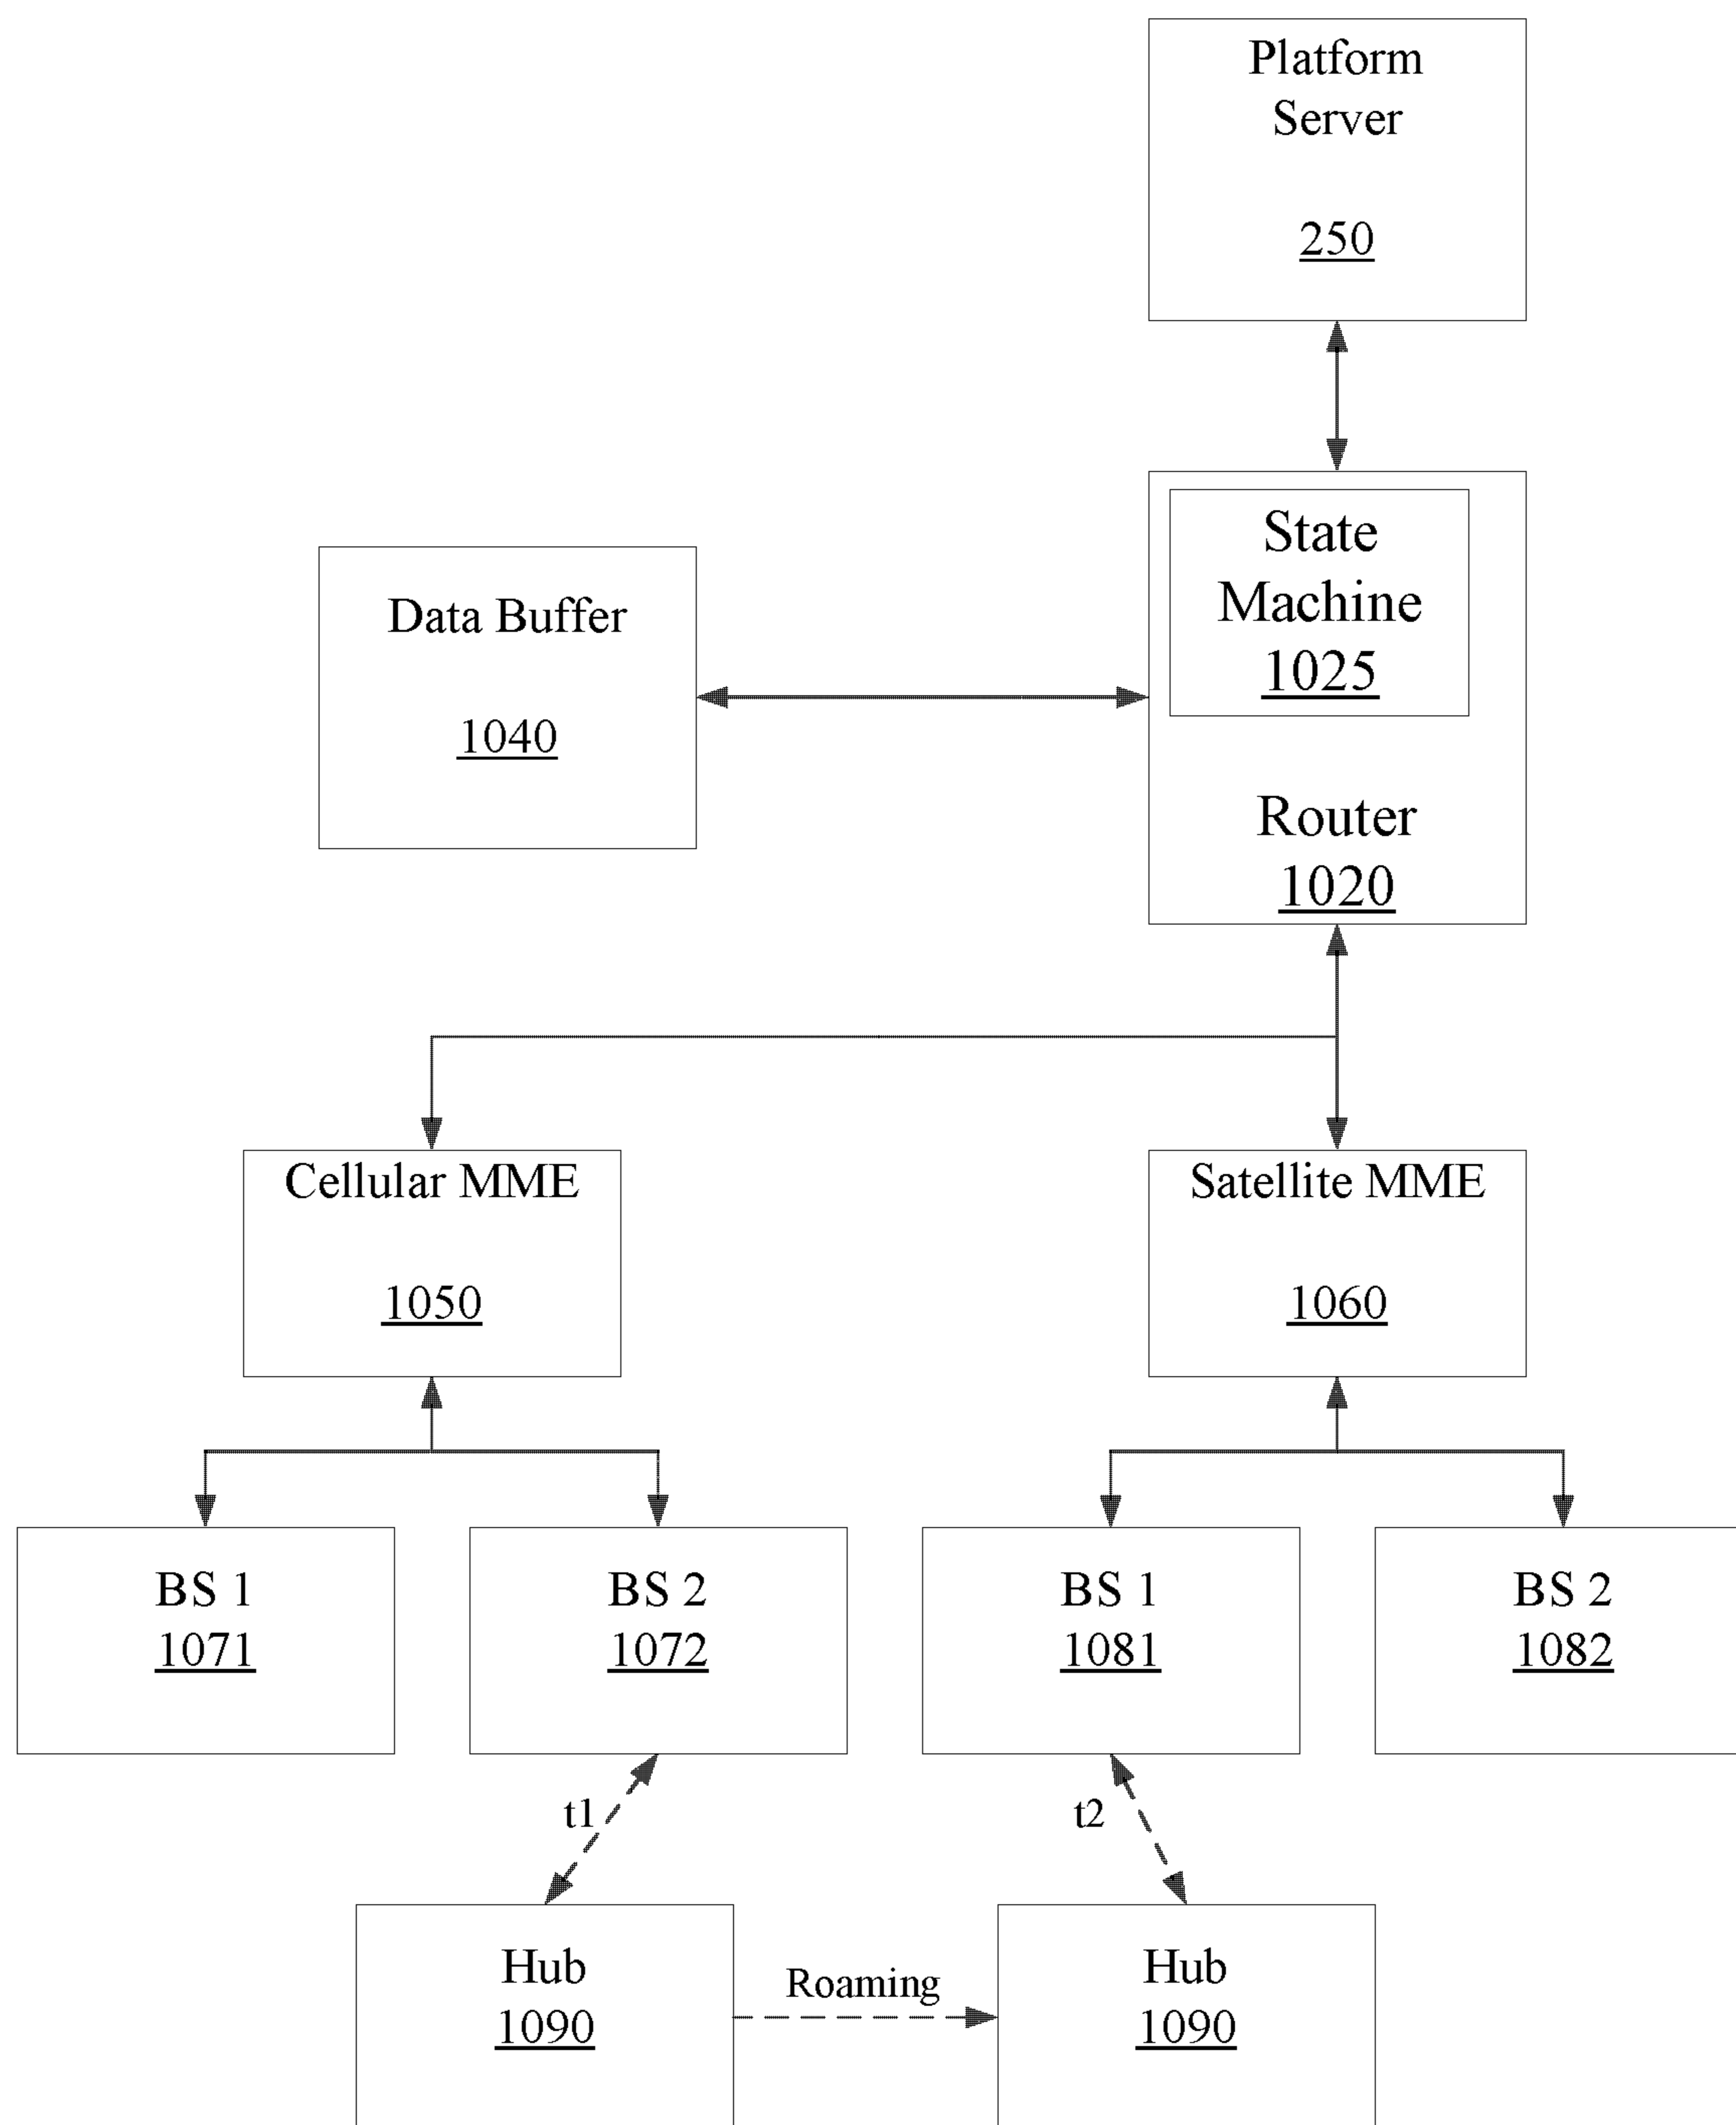 Platform
Server
250
State
Machine
1025
Data Buffer
1040
Router
1020
Cellular MME
1050
Satellite MME
1060
BS 1
1071
BS 2
1072
BS 1
1081
BS 2
1082
t1
t2
Hub
1090
Roaming
Hub
1090